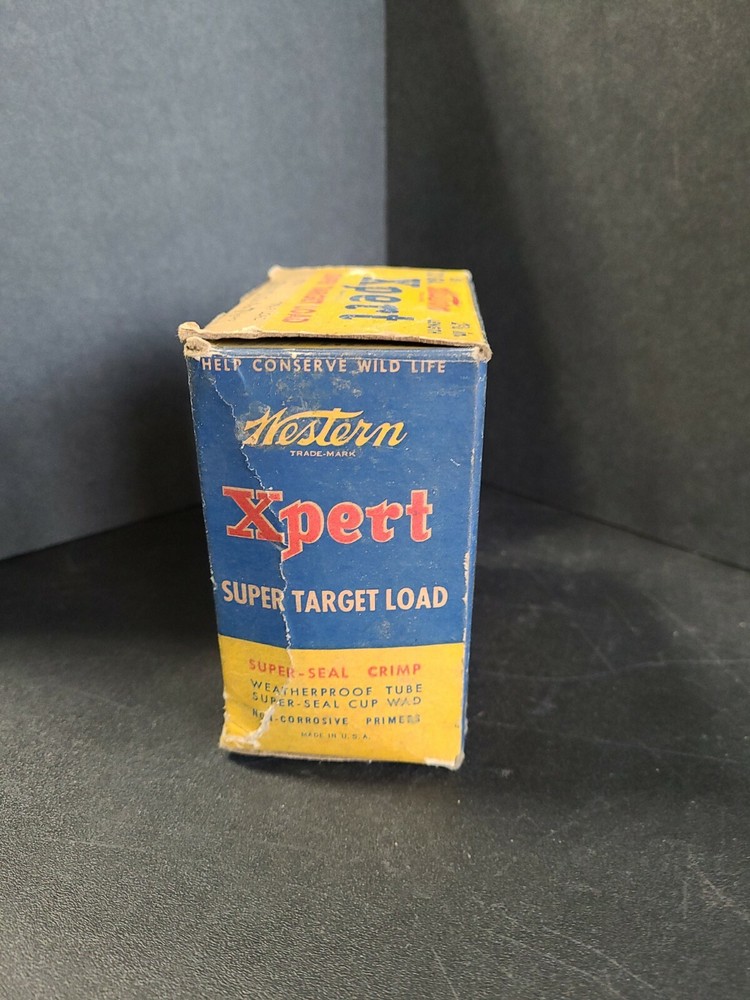 Xpert
HELP CONSERVE WILD LIFE
Western
TRADE-MARK
Xpert
SUPER TARGET LOAD
SUPER-SEAL CRIMP
WEATHERPROOF TUBE
SUPER-SEAL CUP WAD
NON-CORROSIVE PRIMERS
MADE IN U.S.A.